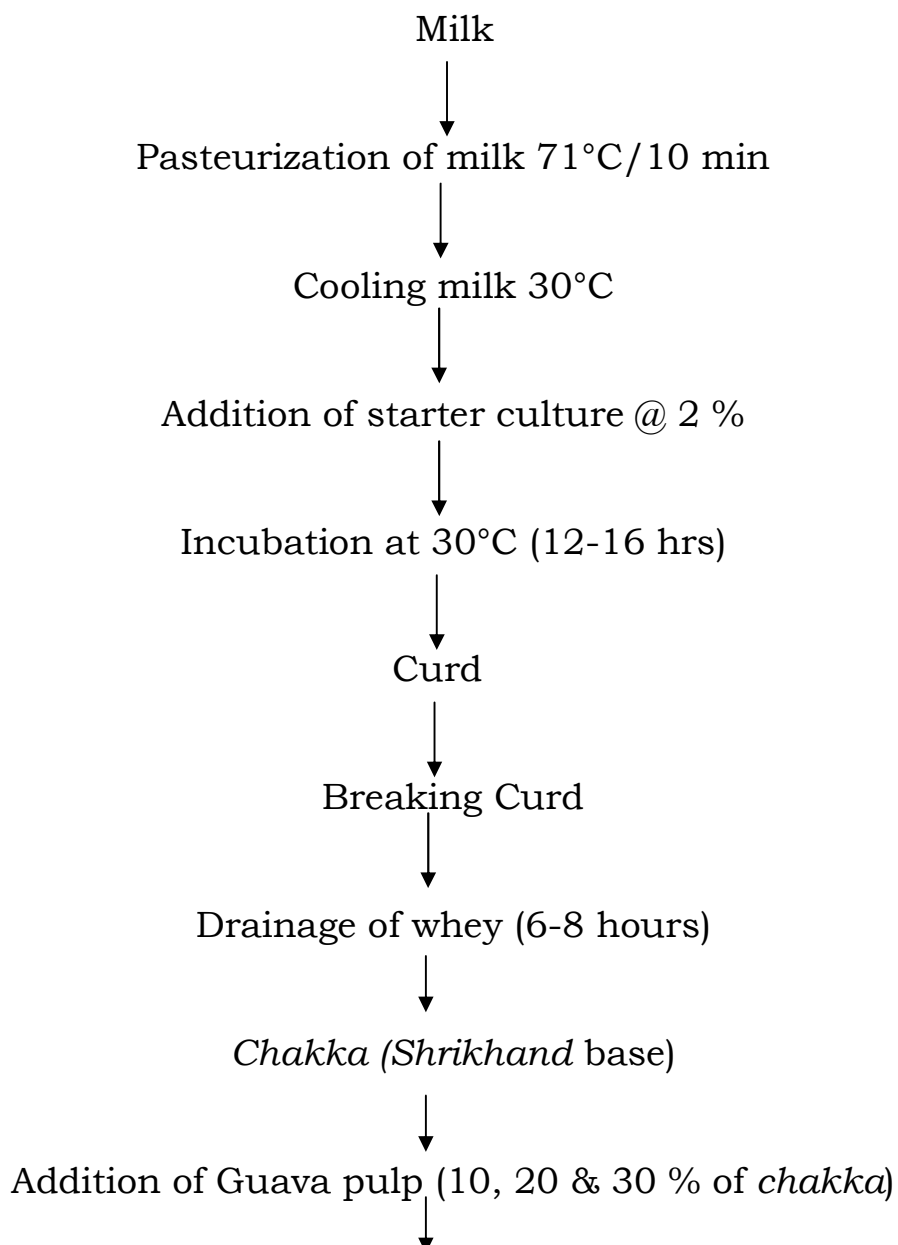 Milk
Pasteurization of milk 71°C/10 min
Cooling milk 30°C
Addition of starter culture @ 2 %
Incubation at 30°C (12-16 hrs)
Curd
Breaking Curd
Drainage of whey (6-8 hours)
Chakka (Shrikhand base)
Addition of Guava pulp (10, 20 & 30 % of chakka)